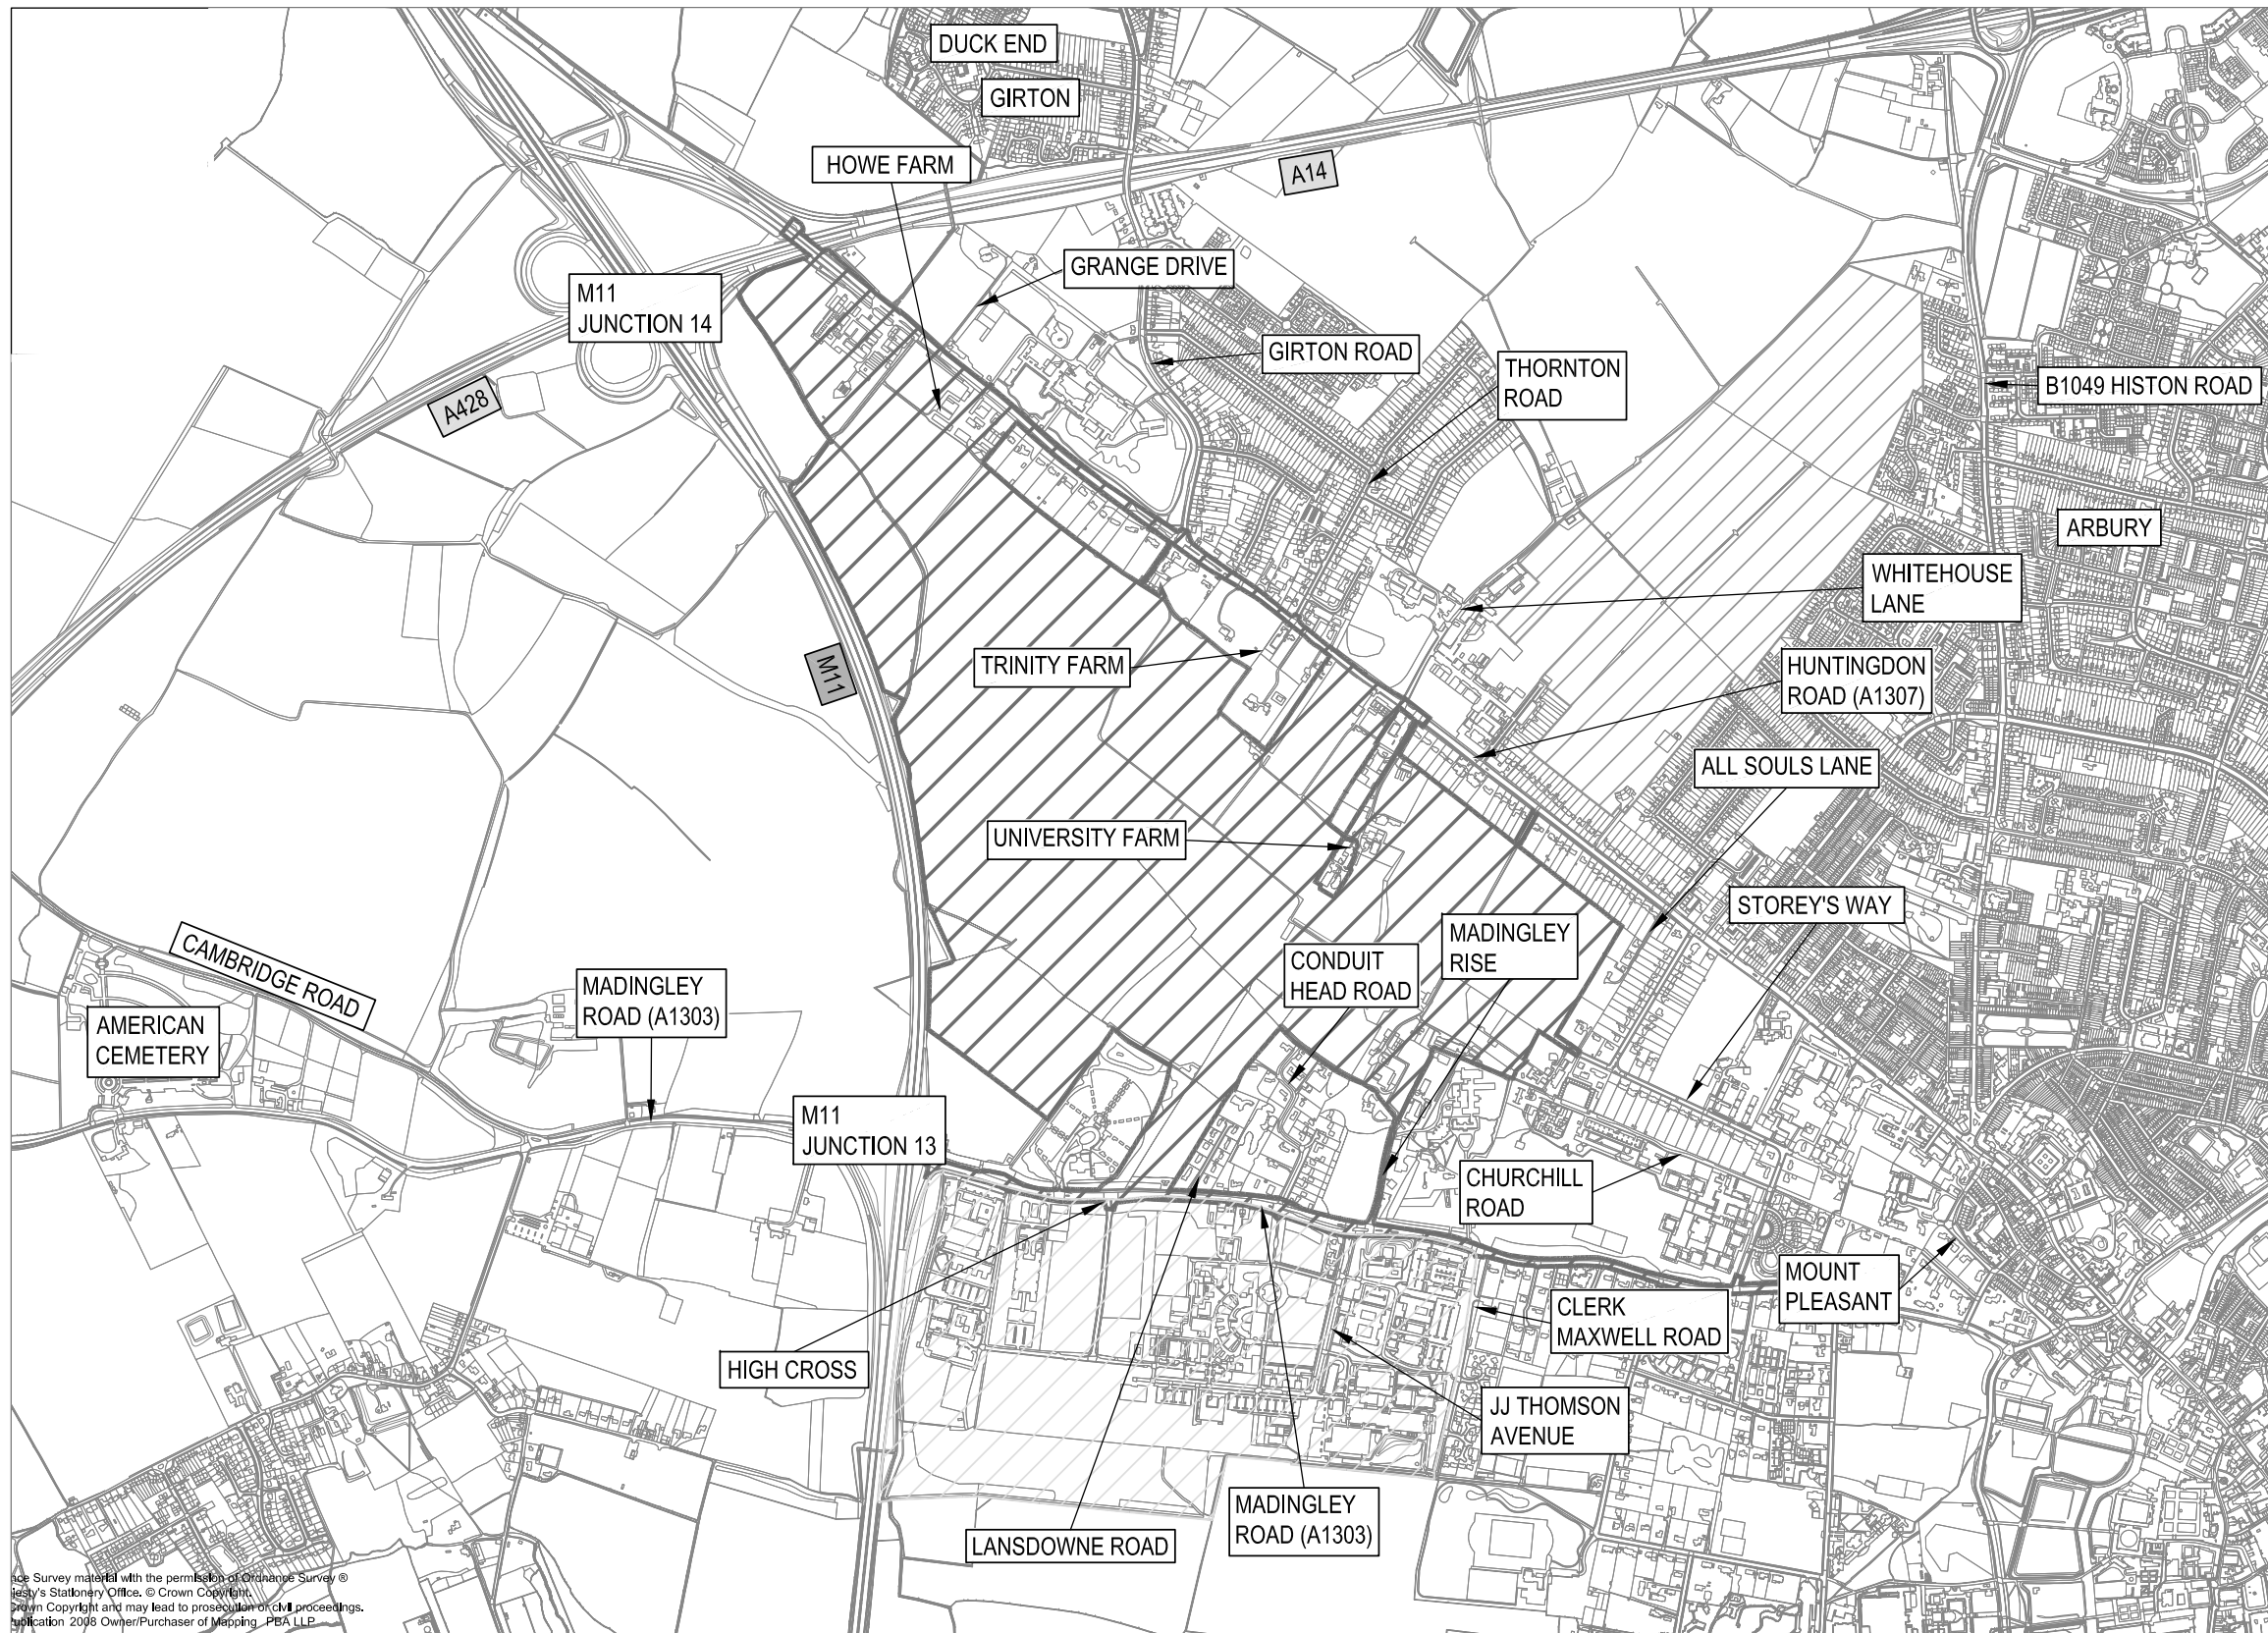 DUCK END
GIRTON
HOWE FARM
A14
GRANGE DRIVE
M11
JUNCTION 14
GIRTON ROAD
THORNTON
ROAD
B1049 HISTON ROAD
A428
ARBURY
WHITEHOUSE
LANE
M11
TRINITY FARM
HUNTINGDON
ROAD (A1307)
ALL SOULS LANE
UNIVERSITY FARM
STOREY'S WAY
CAMBRIDGE ROAD
MADINGLEY
RISE
CONDUIT
HEAD ROAD
MADINGLEY
ROAD (A1303)
AMERICAN
CEMETERY
M11
JUNCTION 13
CHURCHILL
ROAD
MOUNT
PLEASANT
CLERK
MAXWELL ROAD
HIGH CROSS
JJ THOMSON
AVENUE
MADINGLEY
ROAD (A1303)
LANSDOWNE ROAD
nce Survey material with the permission of Ordnance Survey ®
jesty's Stationery Office. © Crown Copyright.
Crown Copyright and may lead to prosecution or civil proceedings.
ublication 2008 Owner/Purchaser of Mapping PBA LLP